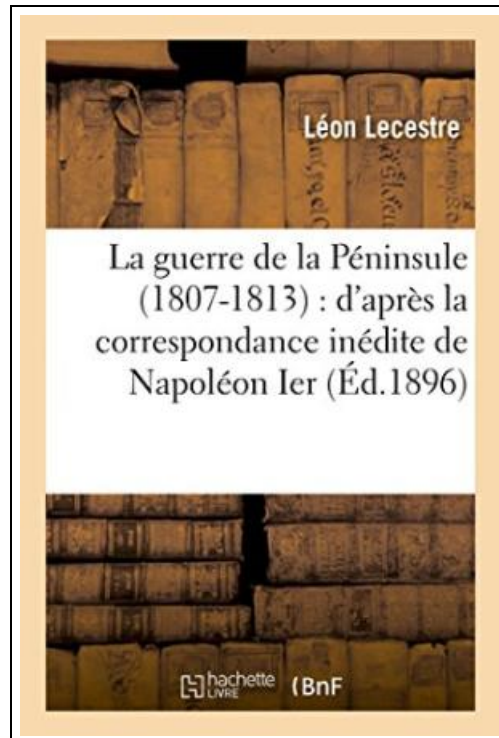 Léon Lecestre
La guerre de la Péninsule
(1807-1813) : d'après la
correspondance inédite de
Napoléon Ier (Éd.1896)
hachette
LIVRE
(BnF